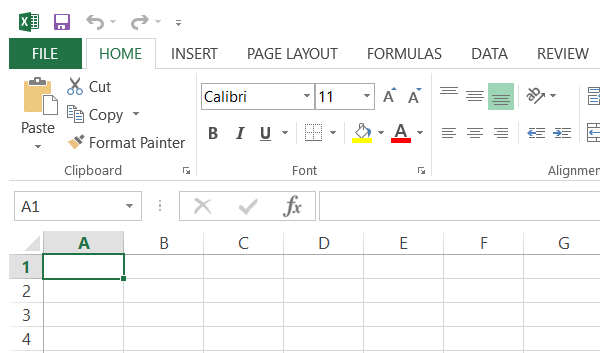 FILE HOME INSERT PAGE LAYOUT FORMULAS DATA REVIEW
Cut
Copy
Format Painter
Paste
Calibri 11 A A
B I U A
Clipboard Font Alignmen
A1 fx
A B C D E F G
1
2
3
4